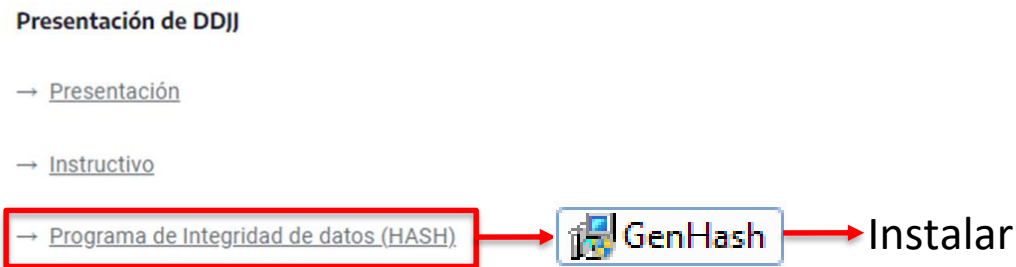 Presentación de DDJJ
→ Presentación
→ Instructivo
→ Programa de Integridad de datos (HASH) GenHash Instalar